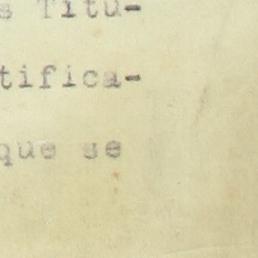 s Titu-
tifica-
que se